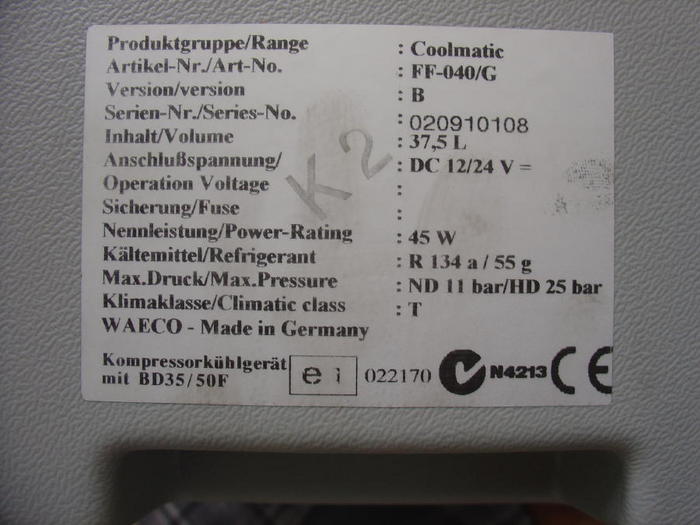 Produktgruppe/Range : Coolmatic
Artikel-Nr./Art-No. : FF-040/G
Version/version : B
Serien-Nr./Series-No. : 020910108
Inhalt/Volume : 37,5 L
Anschlußspannung/ : DC 12/24 V =
Operation Voltage :
Sicherung/Fuse :
Nennleistung/Power-Rating : 45 W
Kältemittel/Refrigerant : R 134 a / 55 g
Max.Druck/Max.Pressure : ND 11 bar/HD 25 bar
Klimaklasse/Climatic class : T
WAECO - Made in Germany
K 2
Kompressorkühlgerät
mit BD35/50F
e 1 022170 N4213 CE